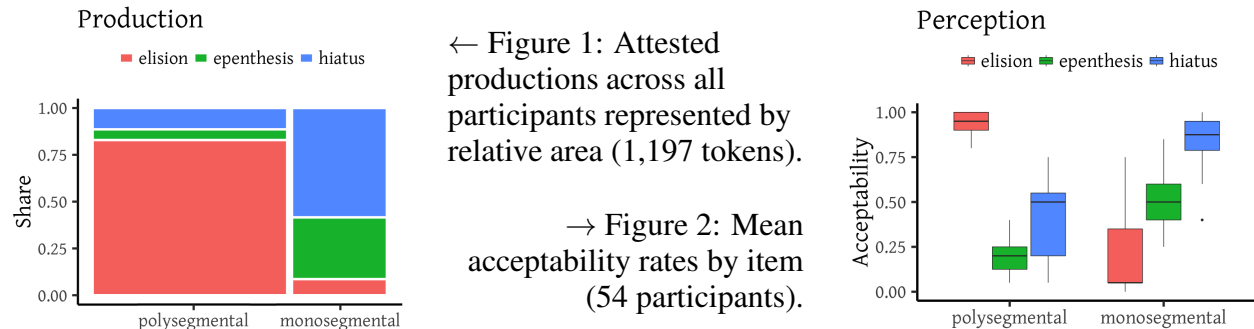 Production
elision epenthesis hiatus
1.00
0.75
0.50
0.25
0.00
Share
polysegmental monosegmental
← Figure 1: Attested
productions across all
participants represented by
relative area (1,197 tokens).
→ Figure 2: Mean
acceptability rates by item
(54 participants).
Perception
elision epenthesis hiatus
1.00
0.75
0.50
0.25
0.00
Acceptability
polysegmental monosegmental